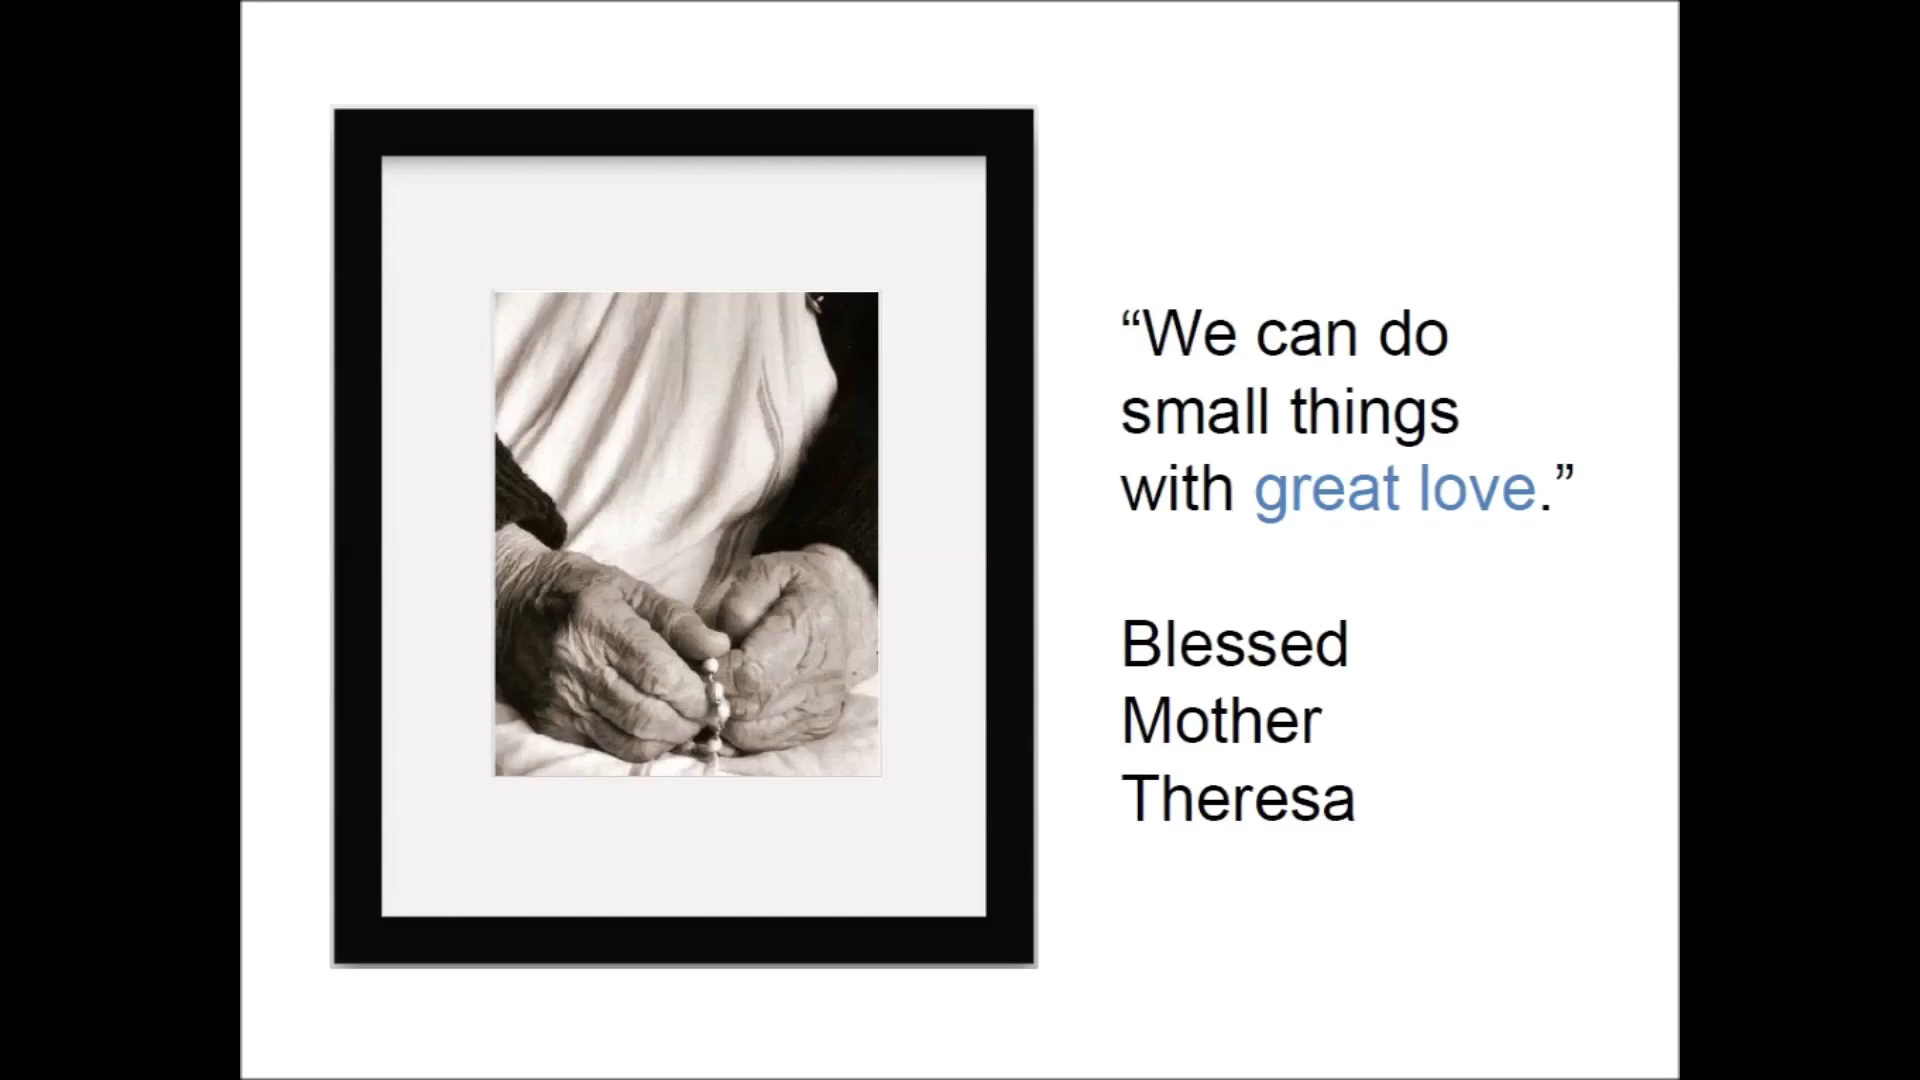 “We can do
small things
with great love.”
Blessed
Mother
Theresa